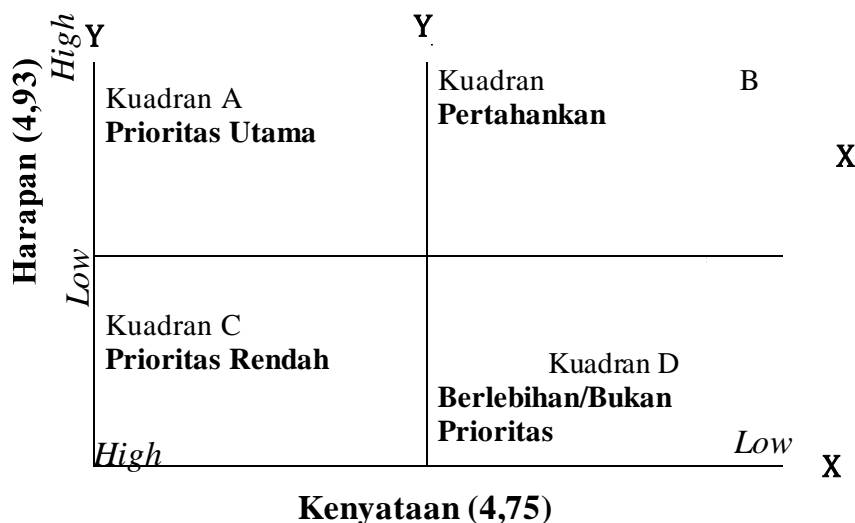 High
Y
Y
Harapan (4,93)
Kuadran A
Prioritas Utama
Kuadran B
Pertahankan
X
Low
Kuadran C
Prioritas Rendah
Kuadran D
Berlebihan/Bukan
Prioritas
High
Low
X
Kenyataan (4,75)